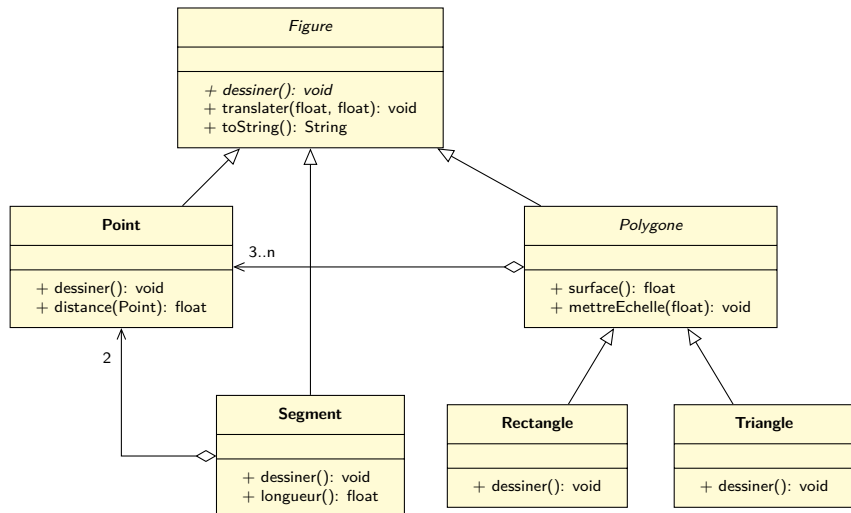 Figure
+ dessiner(): void
+ translater(float, float): void
+ toString(): String
Point
+ dessiner(): void
+ distance(Point): float
3..n
Polygone
+ surface(): float
+ mettreEchelle(float): void
2
Segment
+ dessiner(): void
+ longueur(): float
Rectangle
+ dessiner(): void
Triangle
+ dessiner(): void